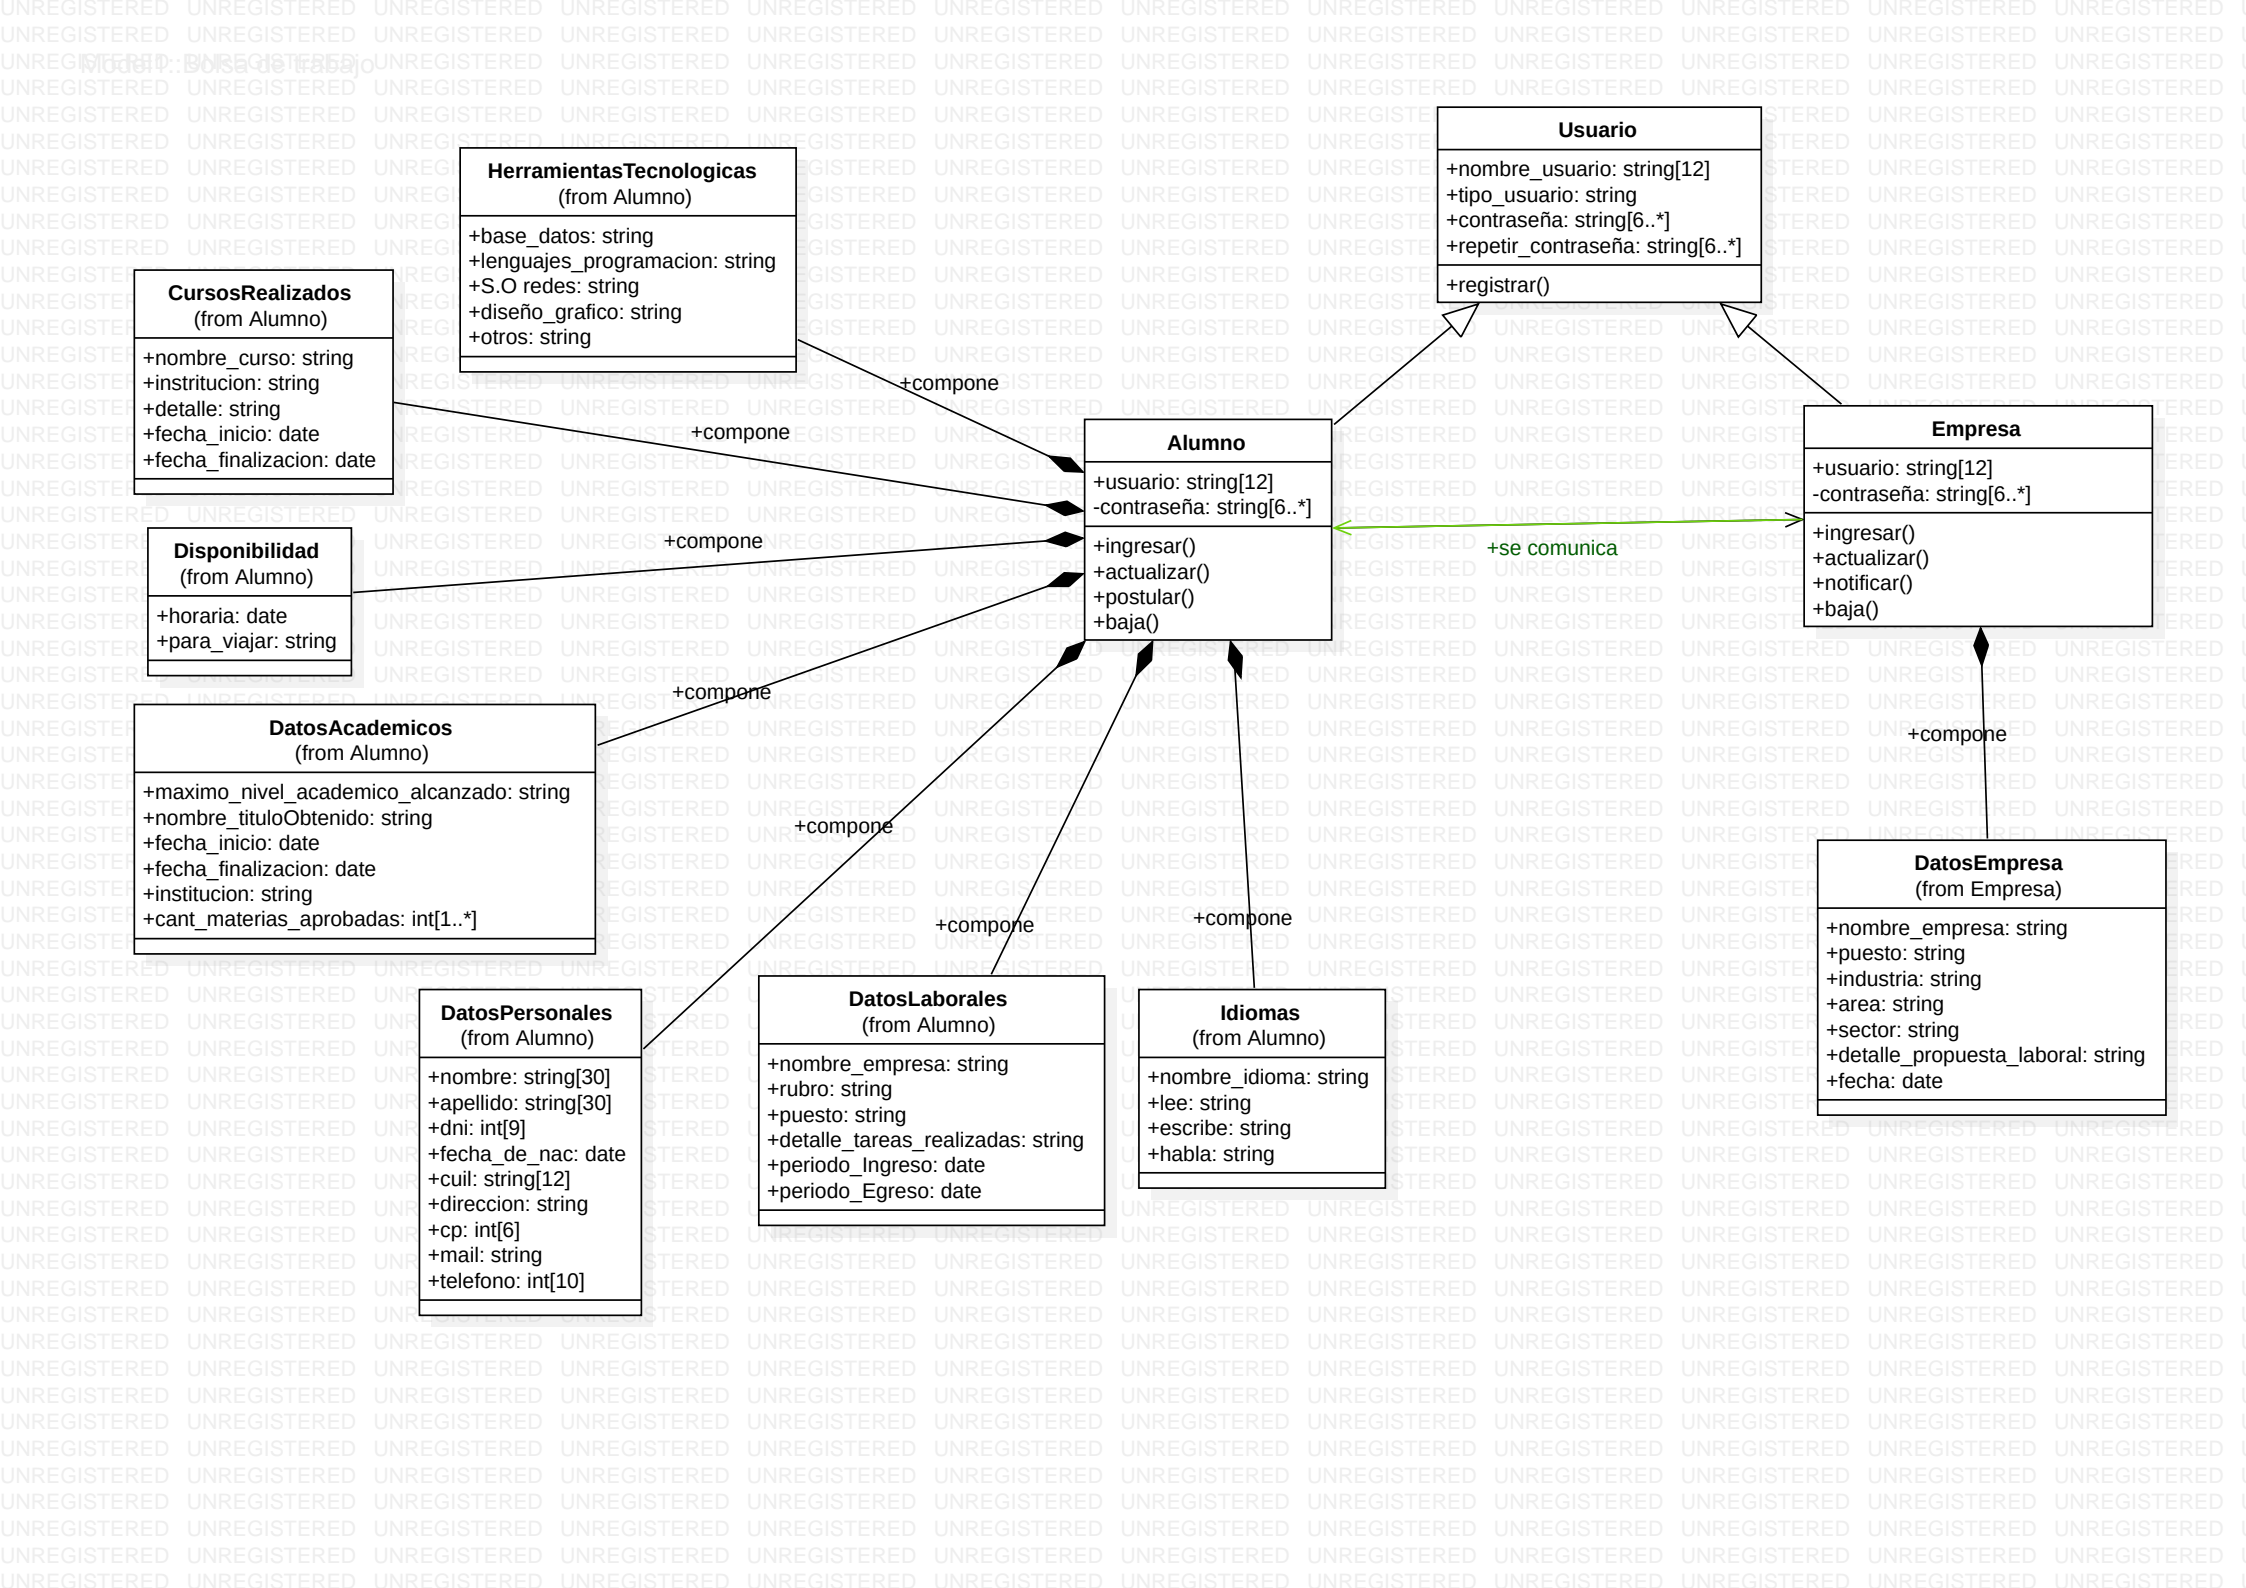 Model1::Bolsa de trabajo
Usuario
+nombre_usuario: string[12]
+tipo_usuario: string
+contraseña: string[6..*]
+repetir_contraseña: string[6..*]
+registrar()
HerramientasTecnologicas
(from Alumno)
+base_datos: string
+lenguajes_programacion: string
+S.O redes: string
+diseño_grafico: string
+otros: string
+compone
CursosRealizados
(from Alumno)
+nombre_curso: string
+instritucion: string
+detalle: string
+fecha_inicio: date
+fecha_finalizacion: date
+compone
Alumno
+usuario: string[12]
-contraseña: string[6..*]
+ingresar()
+actualizar()
+postular()
+baja()
+se comunica
Empresa
+usuario: string[12]
-contraseña: string[6..*]
+ingresar()
+actualizar()
+notificar()
+baja()
Disponibilidad
(from Alumno)
+horaria: date
+para_viajar: string
+compone
DatosAcademicos
(from Alumno)
+maximo_nivel_academico_alcanzado: string
+nombre_tituloObtenido: string
+fecha_inicio: date
+fecha_finalizacion: date
+institucion: string
+cant_materias_aprobadas: int[1..*]
+compone
+compone
+compone
+compone
+compone
DatosPersonales
(from Alumno)
+nombre: string[30]
+apellido: string[30]
+dni: int[9]
+fecha_de_nac: date
+cuil: string[12]
+direccion: string
+cp: int[6]
+mail: string
+telefono: int[10]
DatosLaborales
(from Alumno)
+nombre_empresa: string
+rubro: string
+puesto: string
+detalle_tareas_realizadas: string
+periodo_Ingreso: date
+periodo_Egreso: date
Idiomas
(from Alumno)
+nombre_idioma: string
+lee: string
+escribe: string
+habla: string
DatosEmpresa
(from Empresa)
+nombre_empresa: string
+puesto: string
+industria: string
+area: string
+sector: string
+detalle_propuesta_laboral: string
+fecha: date
UNREGISTERED